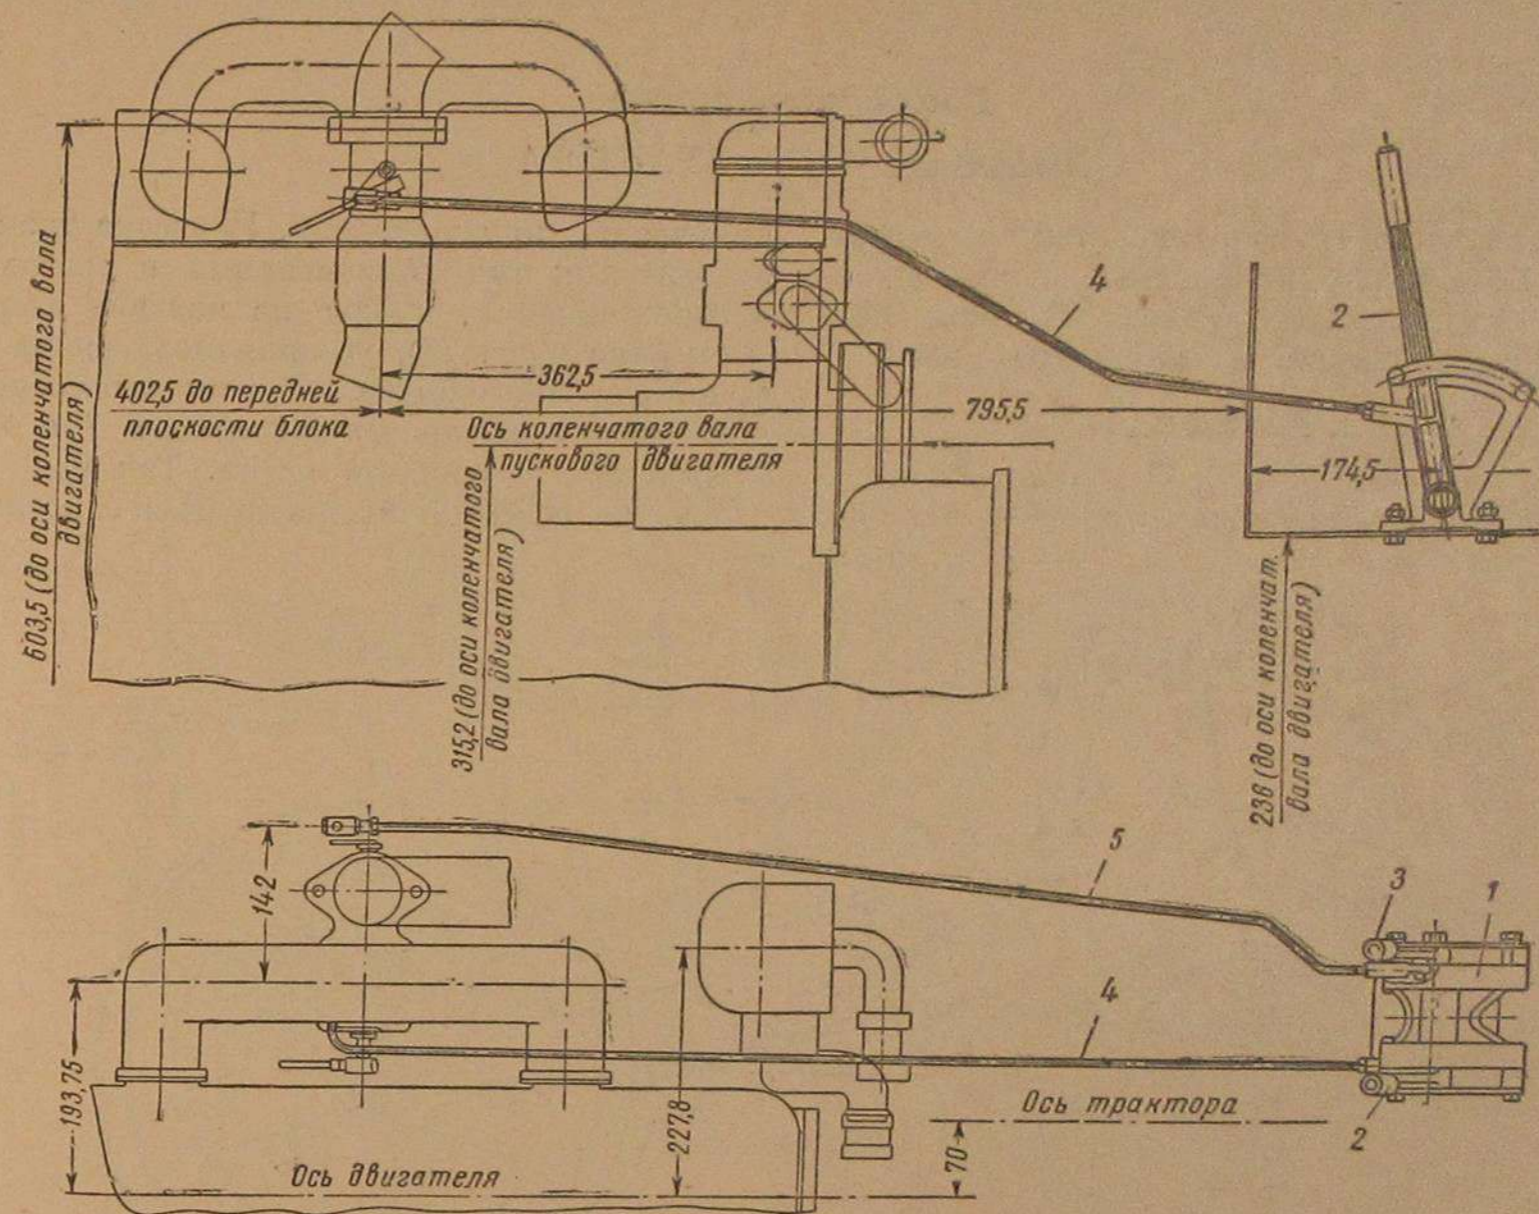 603,5 (до оси коленчатого вала
двигателя)
402,5 до передней
плоскости блока
362,5
795,5
Ось коленчатого вала
пускового двигателя
315,2 (до оси коленчатого
вала двигателя)
4
2
174,5
238 (до оси коленчат.
вала двигателя)
142
5
3
1
193,75
227,8
4
Ось трактора
2
70
Ось двигателя